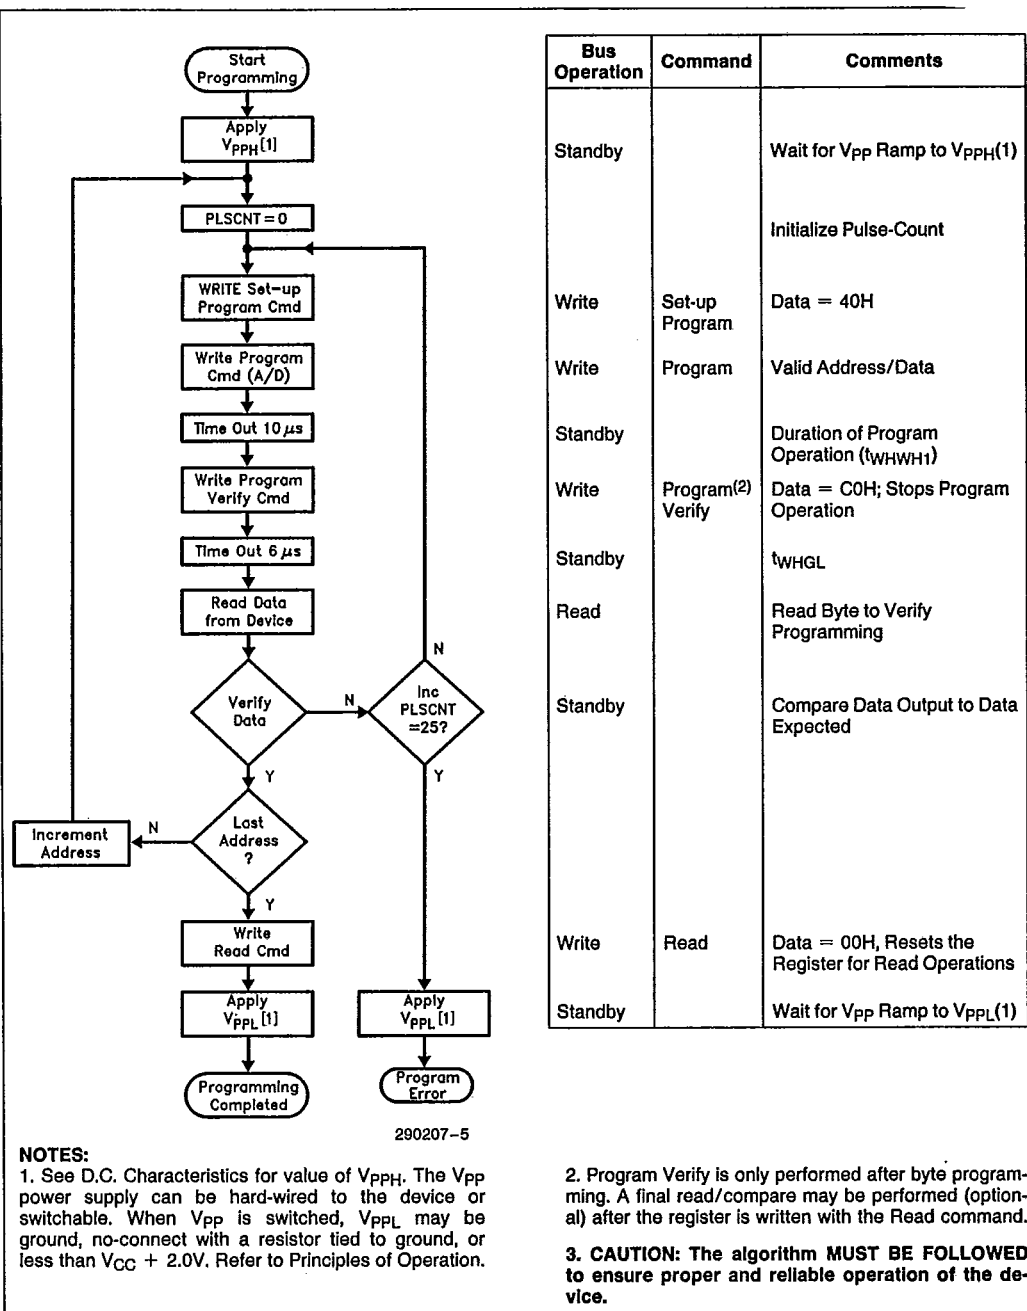 Start
Programming
Apply
VPPH[1]
PLSCNT=0
WRITE Set-up
Program Cmd
Write Program
Cmd (A/D)
Time Out 10 μs
Write Program
Verify Cmd
Time Out 6 μs
Read Data
from Device
Verify
Data
N
Inc
PLSCNT
=25?
N
Y
Y
Last
Address
?
N
Increment
Address
Y
Write
Read Cmd
Apply
VPPL[1]
Apply
VPPL[1]
Programming
Completed
Program
Error
290207-5
Bus
Operation
Command
Comments
Standby
Wait for VPP Ramp to VPPH(1)
Initialize Pulse-Count
Write
Set-up
Program
Data = 40H
Write
Program
Valid Address/Data
Standby
Duration of Program
Operation (tWHWH1)
Write
Program(2)
Verify
Data = C0H; Stops Program
Operation
Standby
tWHGL
Read
Read Byte to Verify
Programming
Standby
Compare Data Output to Data
Expected
Write
Read
Data = 00H, Resets the
Register for Read Operations
Standby
Wait for VPP Ramp to VPPL(1)
NOTES:
1. See D.C. Characteristics for value of VPPH. The VPP
power supply can be hard-wired to the device or
switchable. When VPP is switched, VPPL may be
ground, no-connect with a resistor tied to ground, or
less than VCC + 2.0V. Refer to Principles of Operation.
2. Program Verify is only performed after byte program-
ming. A final read/compare may be performed (option-
al) after the register is written with the Read command.
3. CAUTION: The algorithm MUST BE FOLLOWED
to ensure proper and reliable operation of the de-
vice.